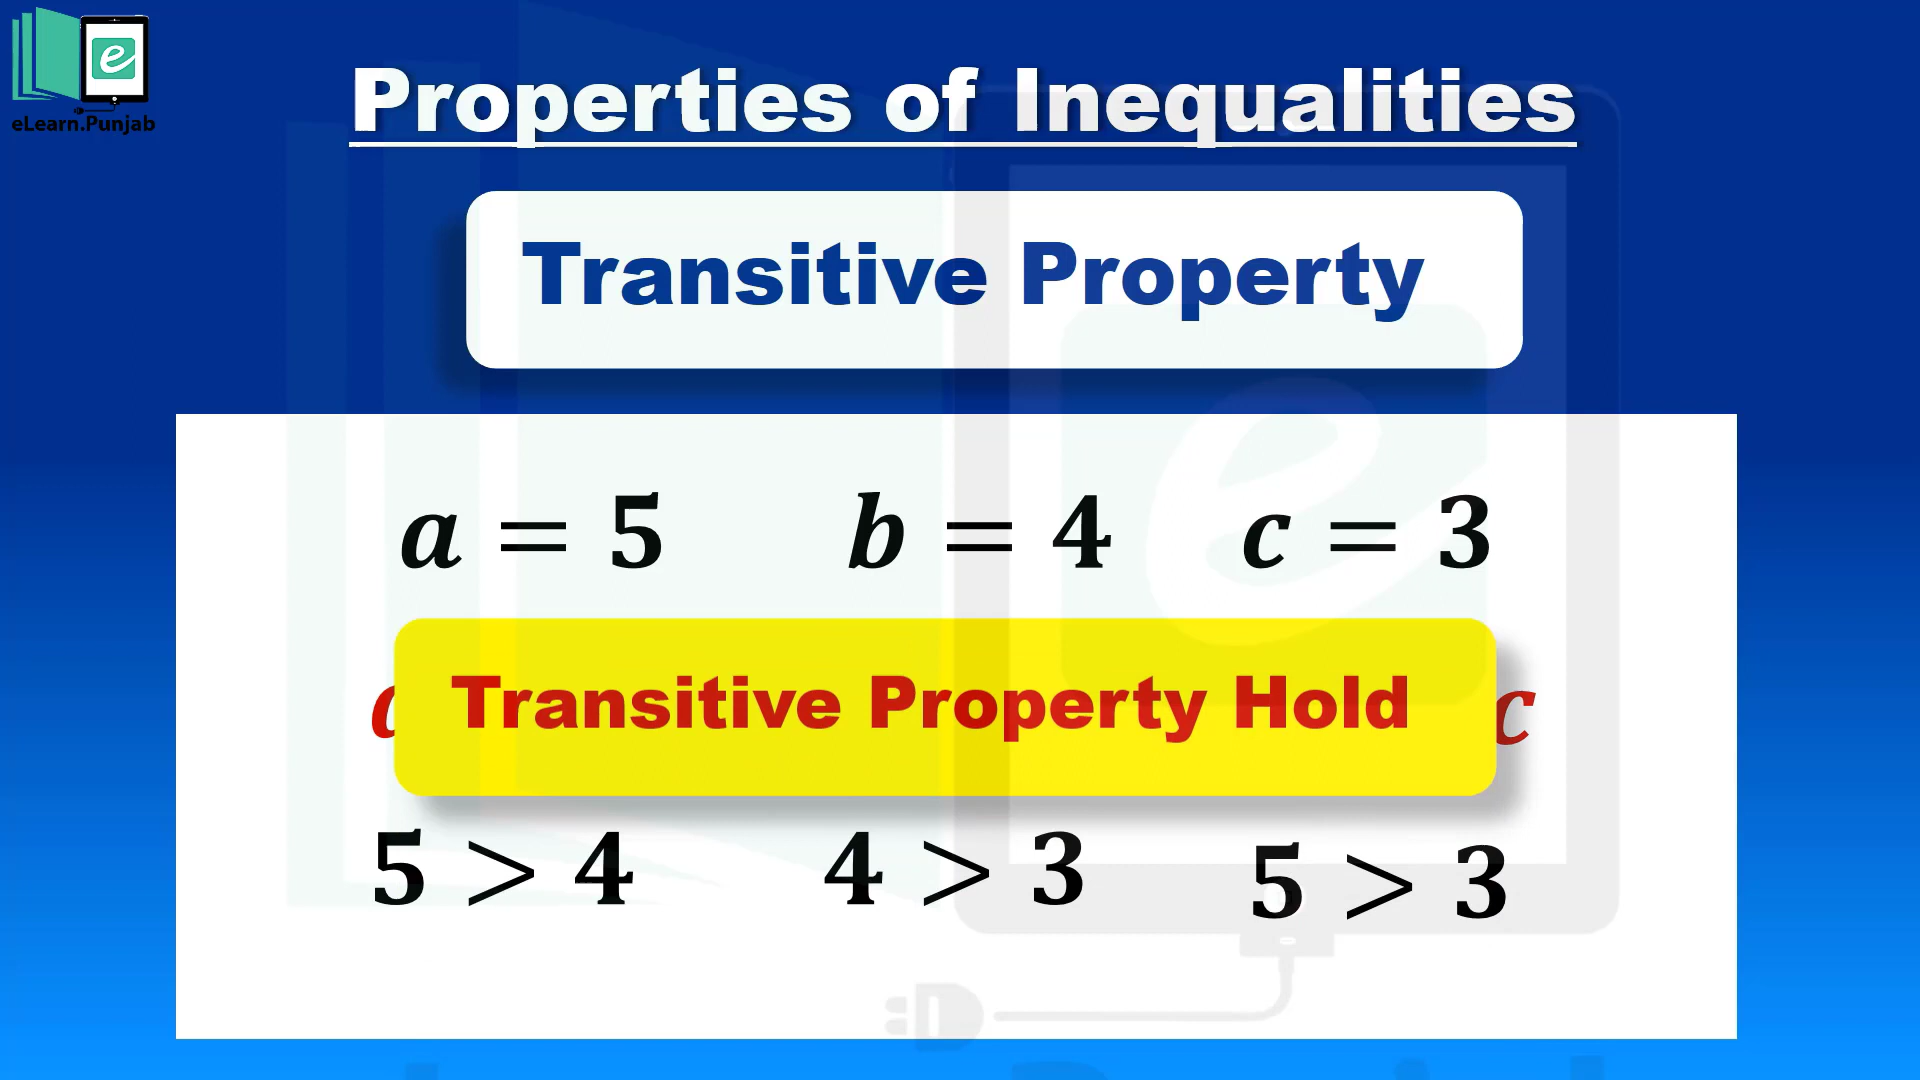 eLearn.Punjab
Properties of Inequalities
Transitive Property
a = 5 b = 4 c = 3
Transitive Property Hold
c
5 > 4 4 > 3 5 > 3